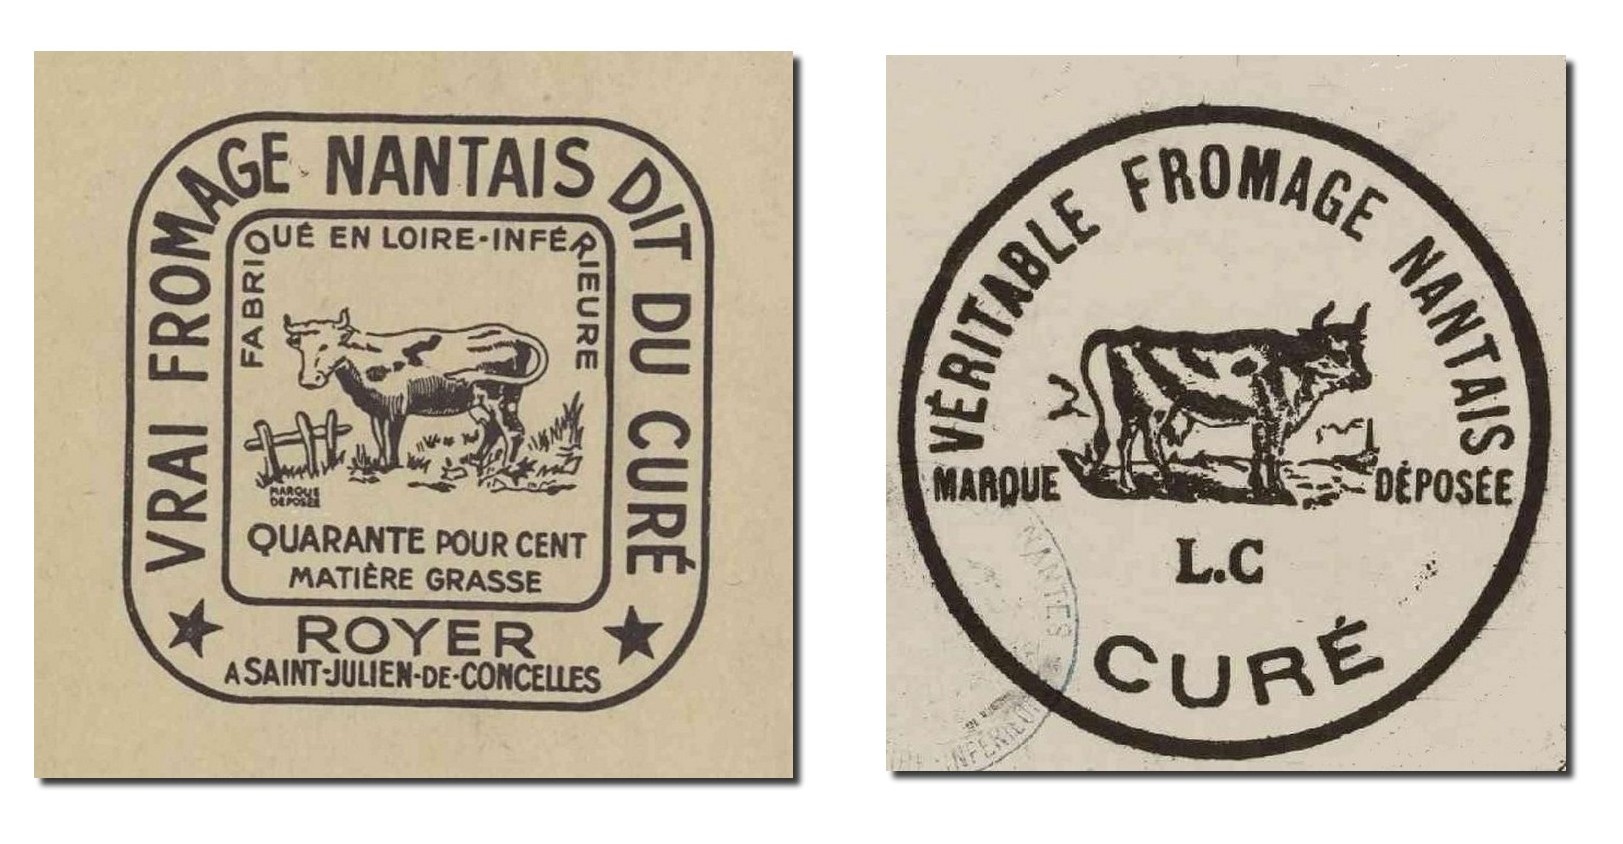 VRAI FROMAGE NANTAIS DIT DU CURÉ
FABRIQUÉ EN LOIRE-INFÉRIEURE
MARQUE
DÉPOSÉE
QUARANTE POUR CENT
MATIÈRE GRASSE
ROYER
A SAINT-JULIEN-DE-CONCELLES
VÉRITABLE FROMAGE NANTAIS
MARQUE DÉPOSÉE
L.C
CURÉ
NANTES